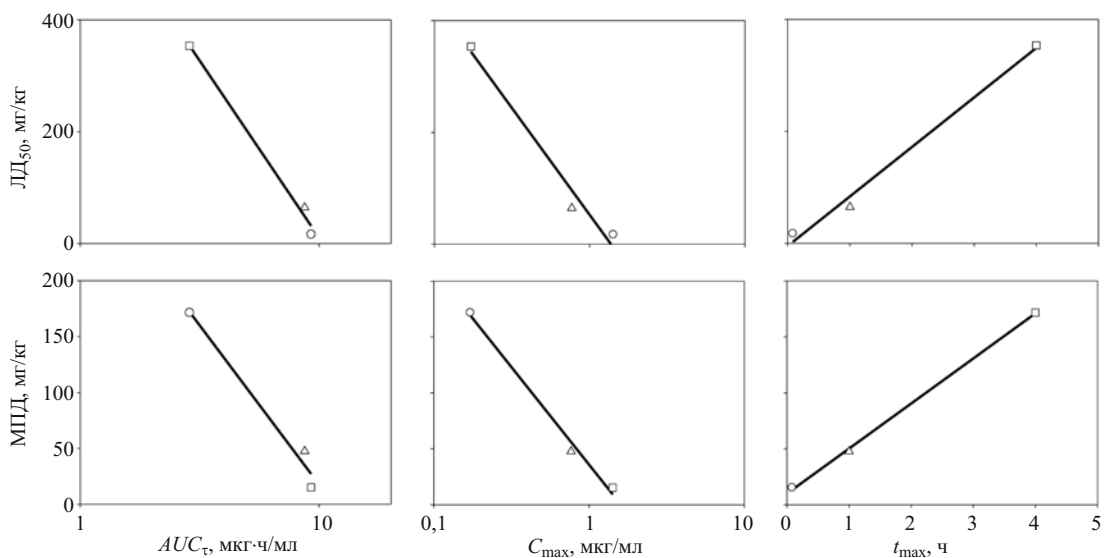 400
200
0
ЛД50, мг/кг
200
150
100
50
0
МПД, мг/кг
1 10
AUCτ, мкг·ч/мл
0,1 1 10
Cmax, мкг/мл
0 1 2 3 4 5
tmax, ч